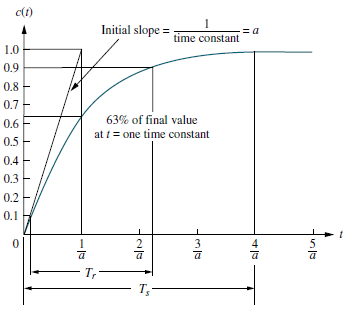 c(t)
Initial slope = 1/time constant = a
1.0
0.9
0.8
0.7
0.6
0.5
0.4
0.3
0.2
0.1
0
63% of final value
at t = one time constant
1/a
2/a
3/a
4/a
5/a
t
Tr
Ts